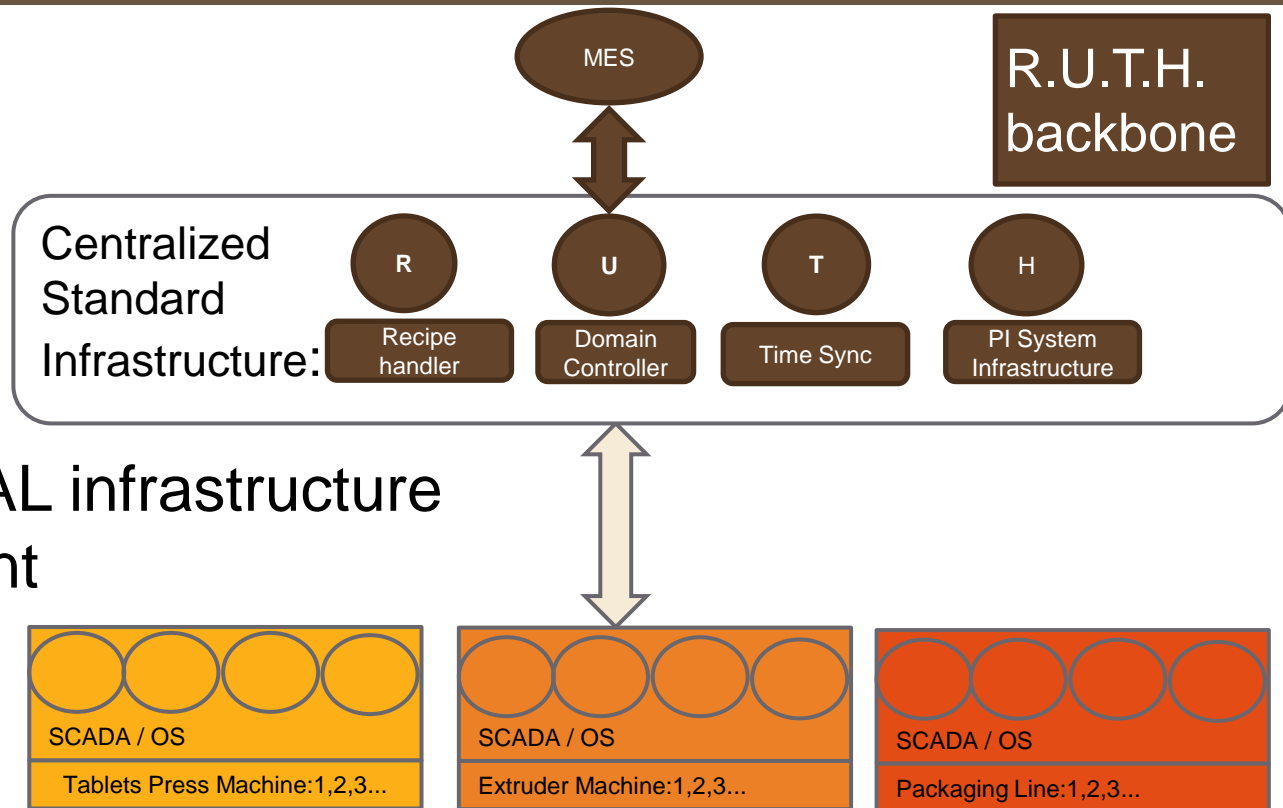 MES
R.U.T.H.
backbone
Centralized
Standard
Infrastructure:
R
U
T
H
Recipe
handler
Domain
Controller
Time Sync
PI System
Infrastructure
AL infrastructure
nt
SCADA / OS
Tablets Press Machine:1,2,3...
SCADA / OS
Extruder Machine:1,2,3...
SCADA / OS
Packaging Line:1,2,3...